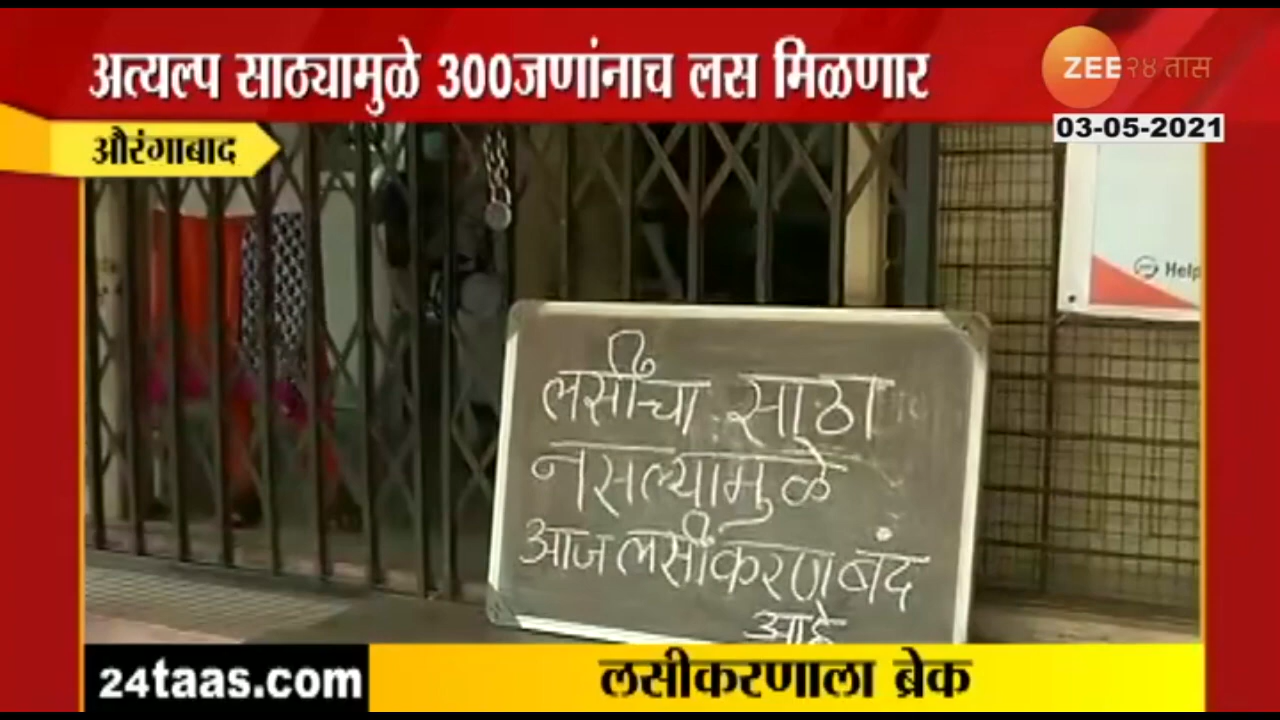 अत्यल्प साठ्यामुळे 300जणांनाच लस मिळणार
ZEE २४ तास
03-05-2021
औरंगाबाद
Help
लसींचा साठा
नसल्यामुळे
आज लसीकरण बंद
आहे
24taas.com
लसीकरणाला ब्रेक